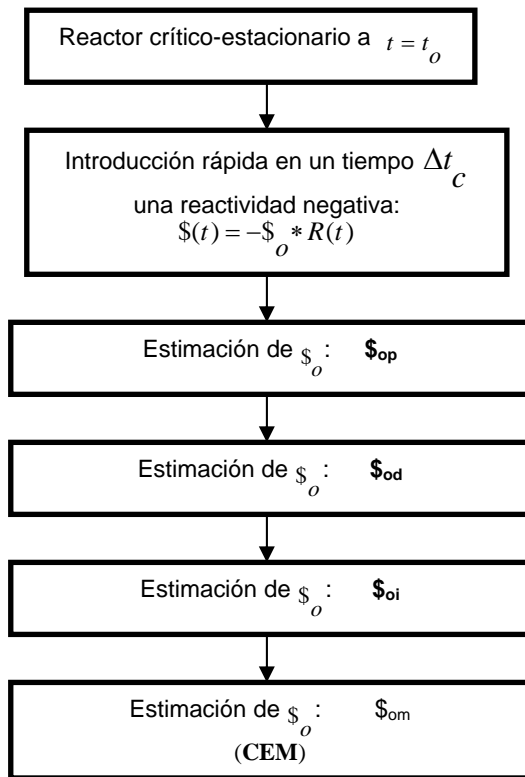 Reactor crítico-estacionario a t = t_o
Introducción rápida en un tiempo Δt_c
una reactividad negativa:
$(t) = −$_o * R(t)
Estimación de $_o: $op
Estimación de $_o: $od
Estimación de $_o: $oi
Estimación de $_o: $om
(CEM)